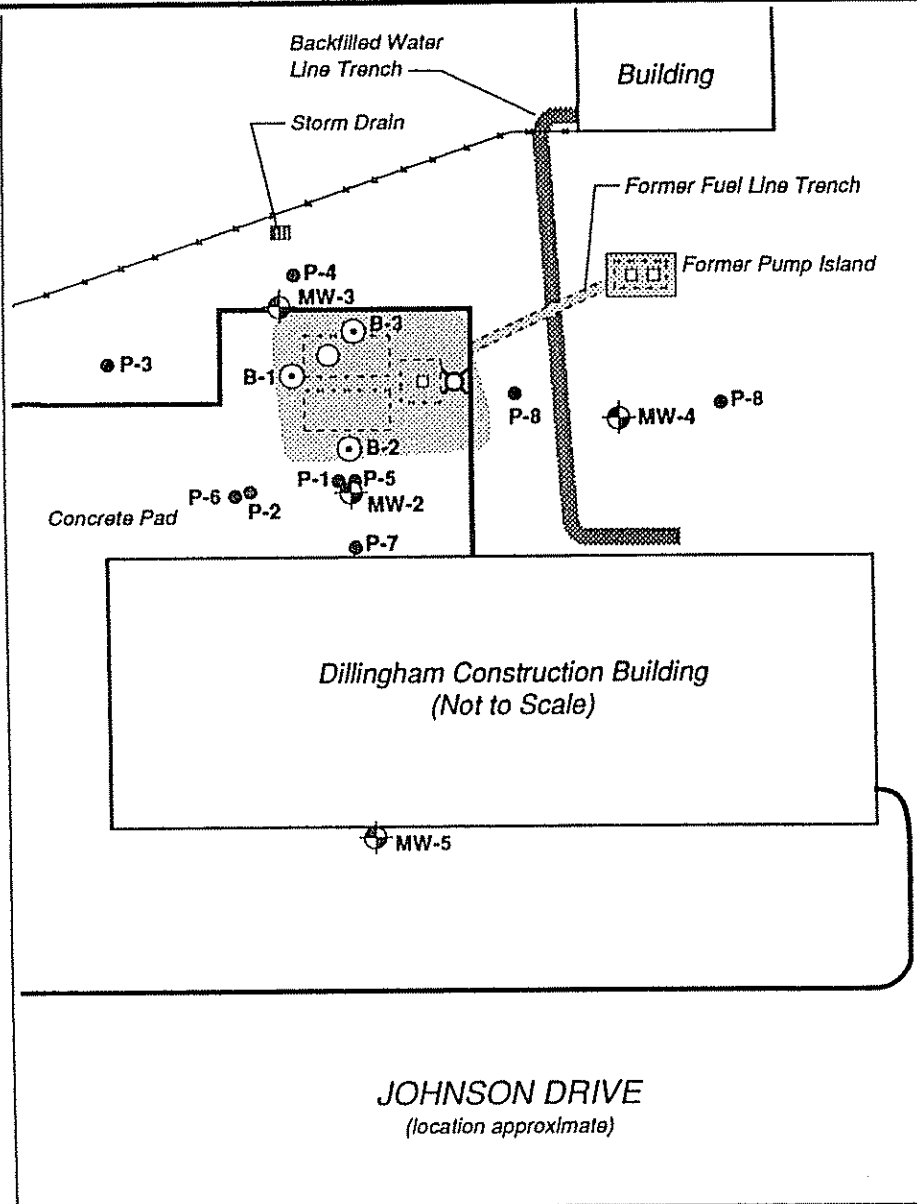 Backfilled Water
Line Trench
Building
Storm Drain
Former Fuel Line Trench
Former Pump Island
P-4
MW-3
B-3
P-3
B-1
P-8
MW-4
P-8
B-2
P-1
P-5
P-6
P-2
MW-2
Concrete Pad
P-7
Dillingham Construction Building
(Not to Scale)
MW-5
JOHNSON DRIVE
(location approximate)